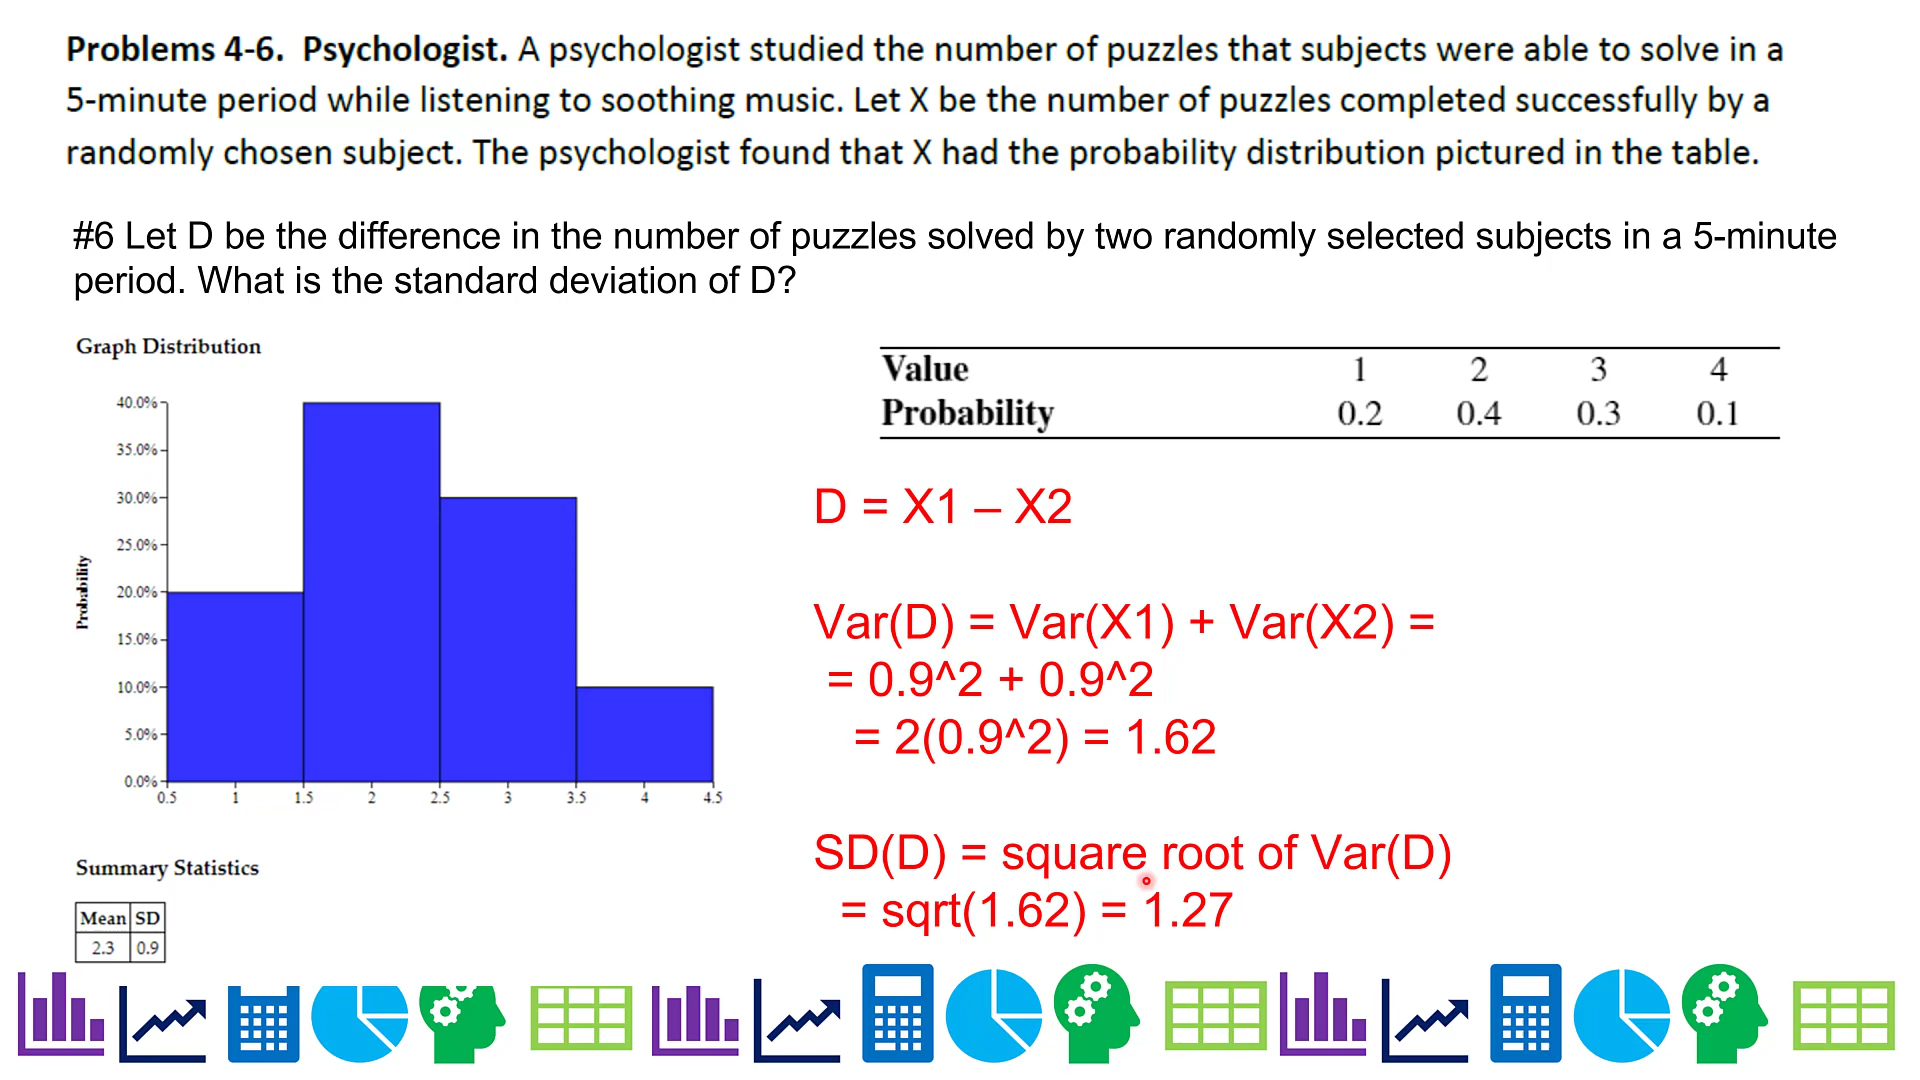 Problems 4-6. Psychologist. A psychologist studied the number of puzzles that subjects were able to solve in a
5-minute period while listening to soothing music. Let X be the number of puzzles completed successfully by a
randomly chosen subject. The psychologist found that X had the probability distribution pictured in the table.
#6 Let D be the difference in the number of puzzles solved by two randomly selected subjects in a 5-minute
period. What is the standard deviation of D?
Graph Distribution
40.0%
35.0%
30.0%
25.0%
20.0%
15.0%
10.0%
5.0%
0.0%
Probability
0.5 1 1.5 2 2.5 3 3.5 4 4.5
Summary Statistics
Mean SD
2.3 0.9
Value 1 2 3 4
Probability 0.2 0.4 0.3 0.1
D = X1 – X2
Var(D) = Var(X1) + Var(X2) =
= 0.9^2 + 0.9^2
= 2(0.9^2) = 1.62
SD(D) = square root of Var(D)
= sqrt(1.62) = 1.27